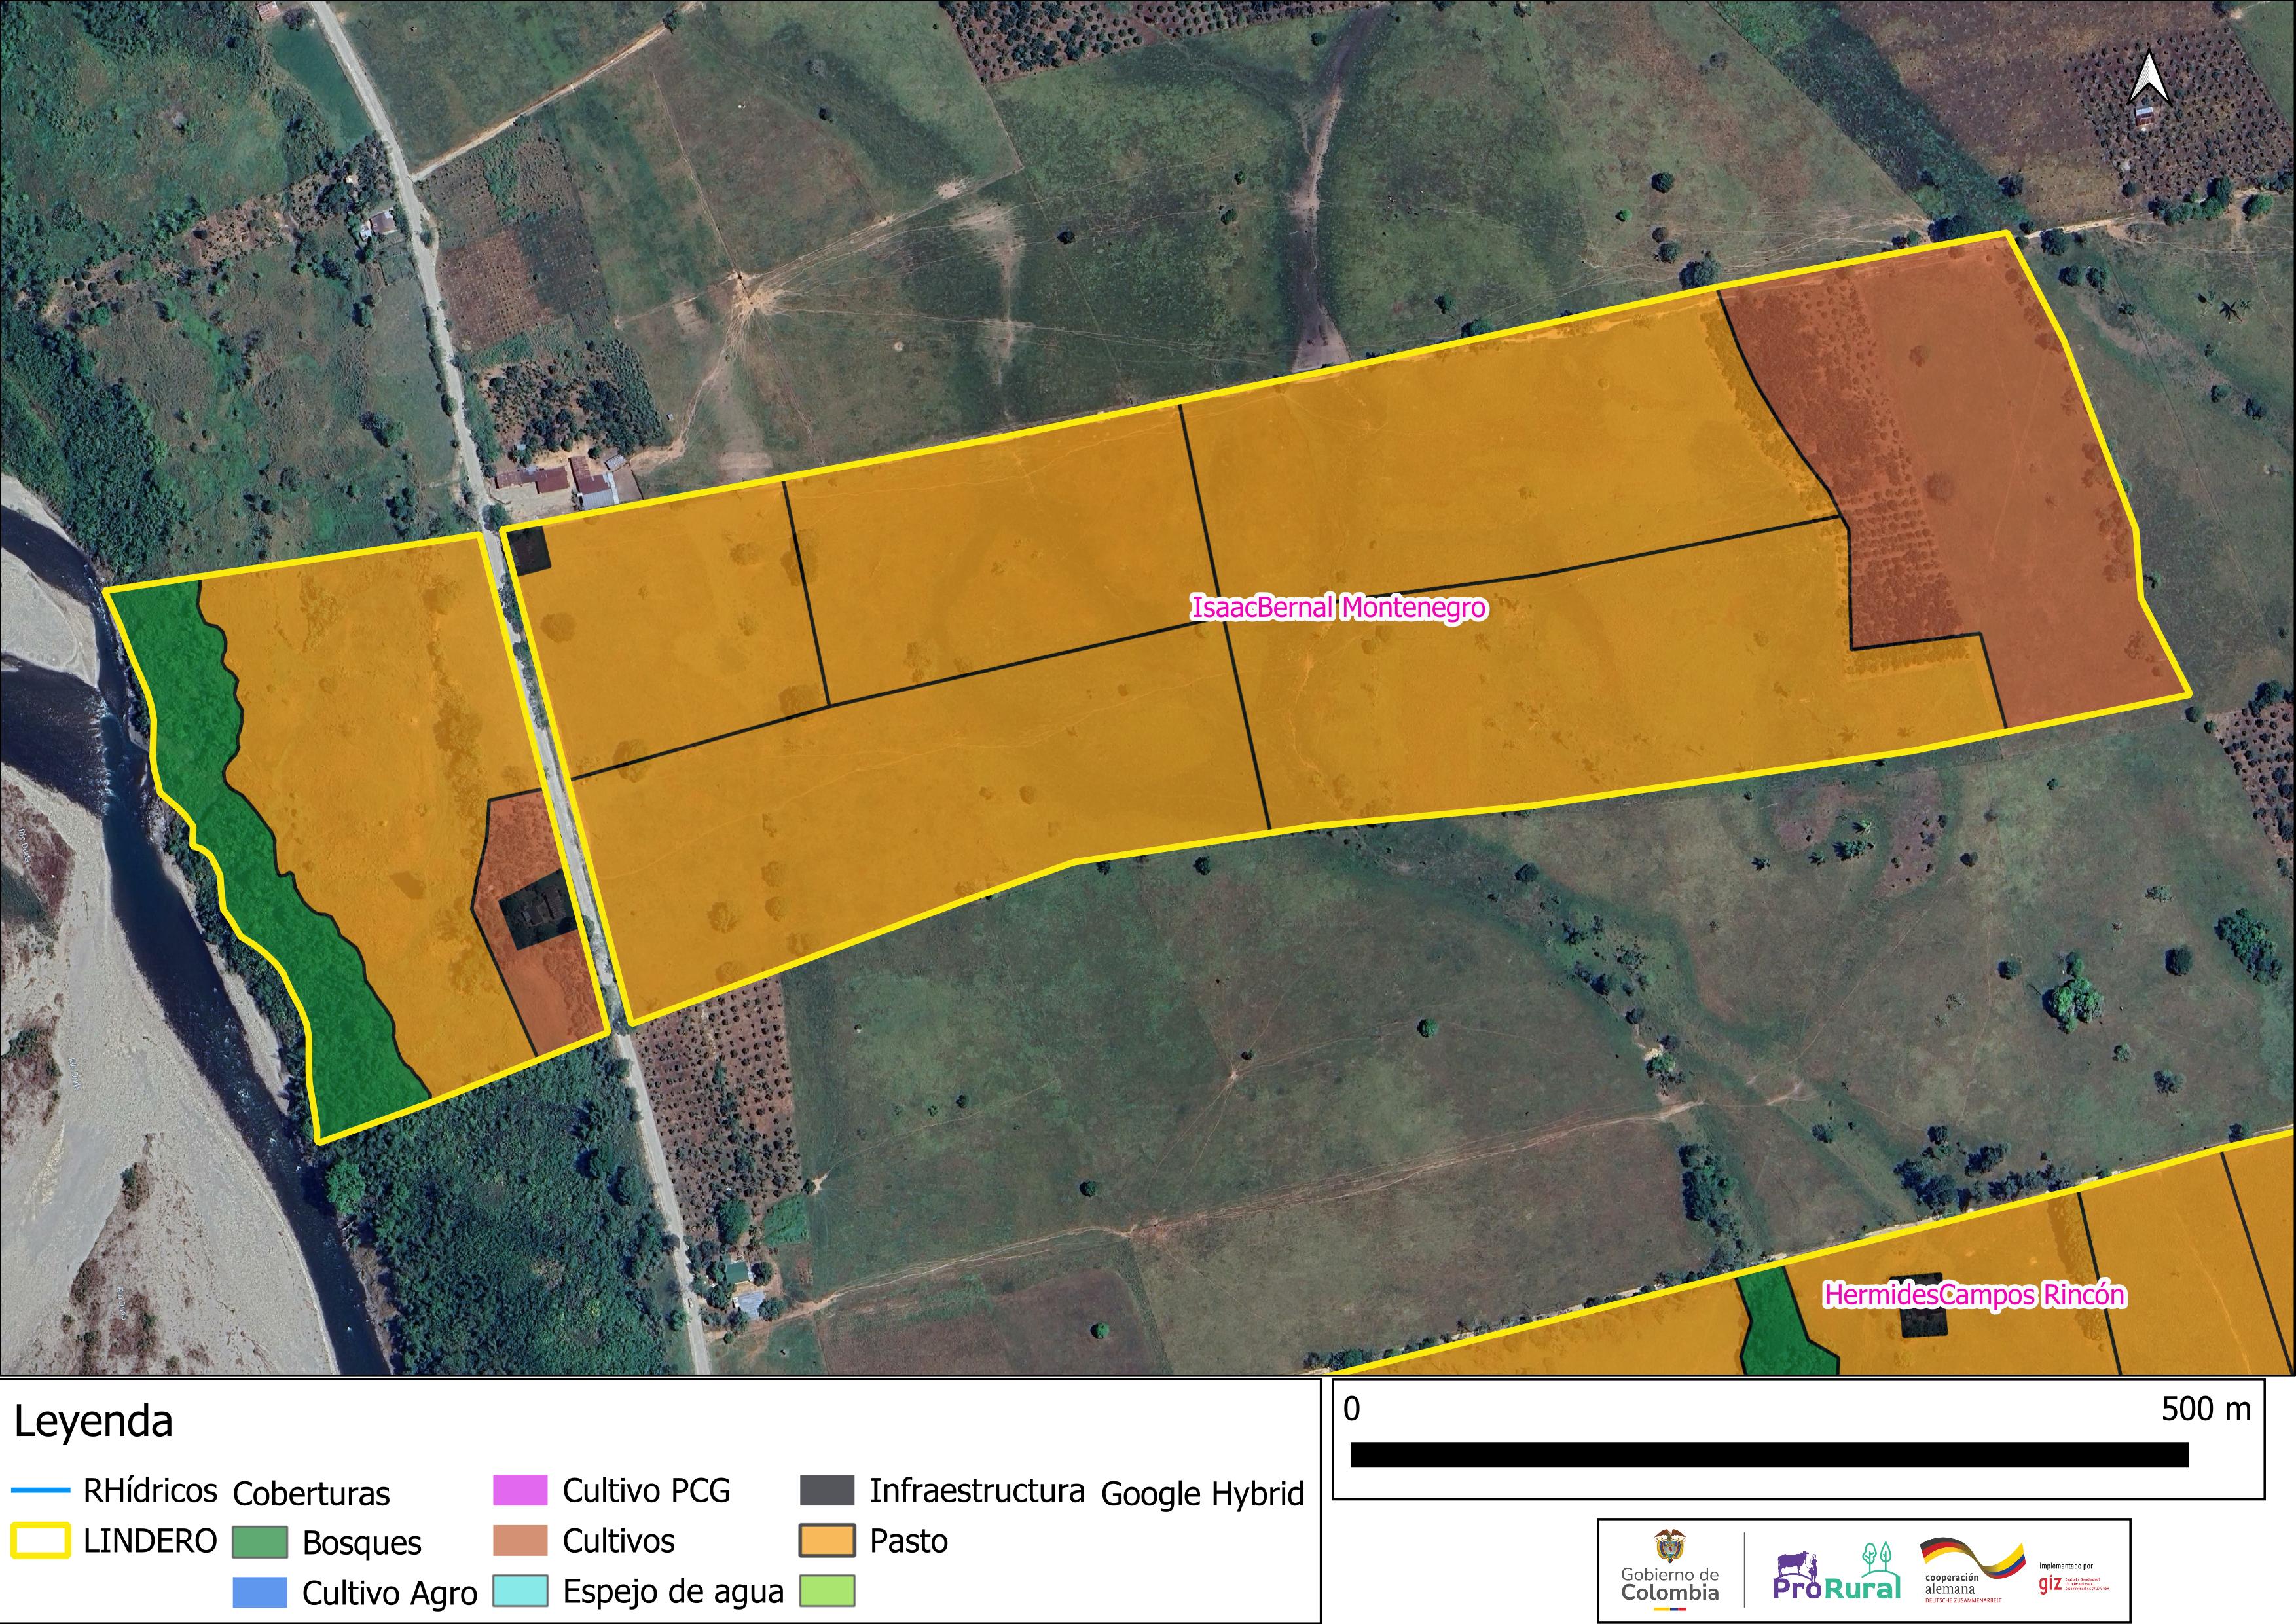 IsaacBernal Montenegro
HermidesCampos Rincón
Leyenda
RHídricos
LINDERO
Coberturas
Bosques
Cultivo Agro
Cultivo PCG
Cultivos
Espejo de agua
Infraestructura
Pasto
Google Hybrid
0 500 m
Gobierno de
Colombia
ProRural
cooperación
alemana
DEUTSCHE ZUSAMMENARBEIT
Implementado por
giz